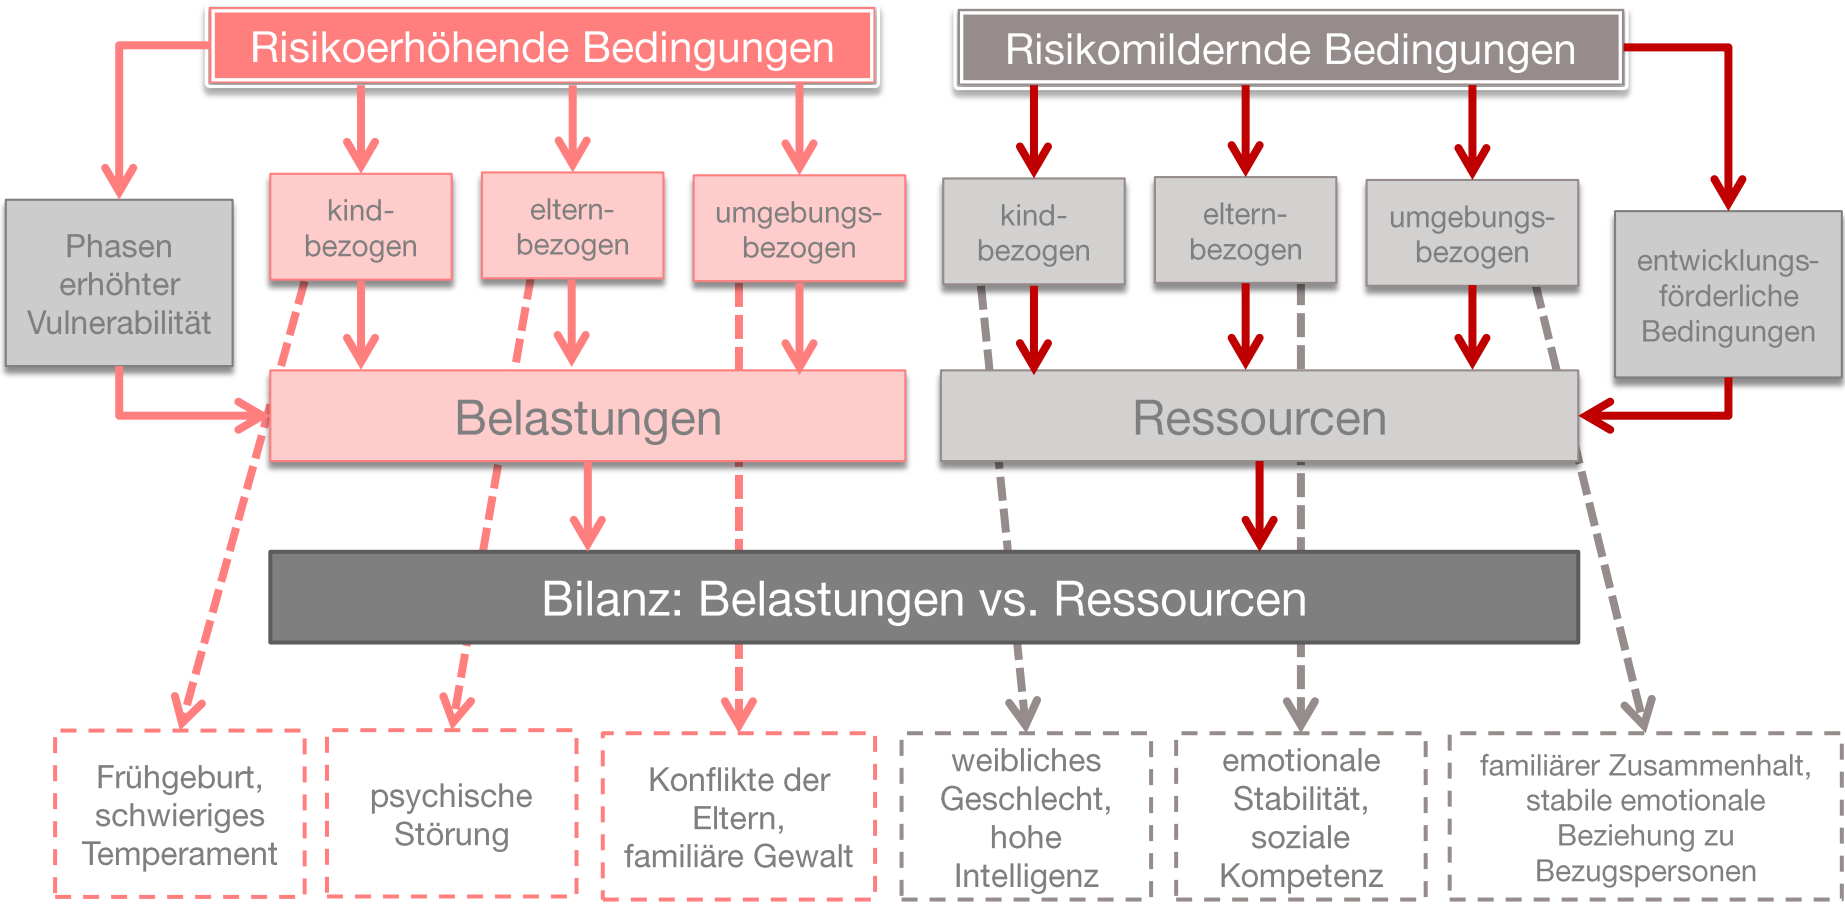 Risikoerhöhende Bedingungen
Risikomildernde Bedingungen
Phasen
erhöhter
Vulnerabilität
kind-
bezogen
eltern-
bezogen
umgebungs-
bezogen
kind-
bezogen
eltern-
bezogen
umgebungs-
bezogen
entwicklungs-
förderliche
Bedingungen
Belastungen
Ressourcen
Bilanz: Belastungen vs. Ressourcen
Frühgeburt,
schwieriges
Temperament
psychische
Störung
Konflikte der
Eltern,
familiäre Gewalt
weibliches
Geschlecht,
hohe
Intelligenz
emotionale
Stabilität,
soziale
Kompetenz
familiärer Zusammenhalt,
stabile emotionale
Beziehung zu
Bezugspersonen